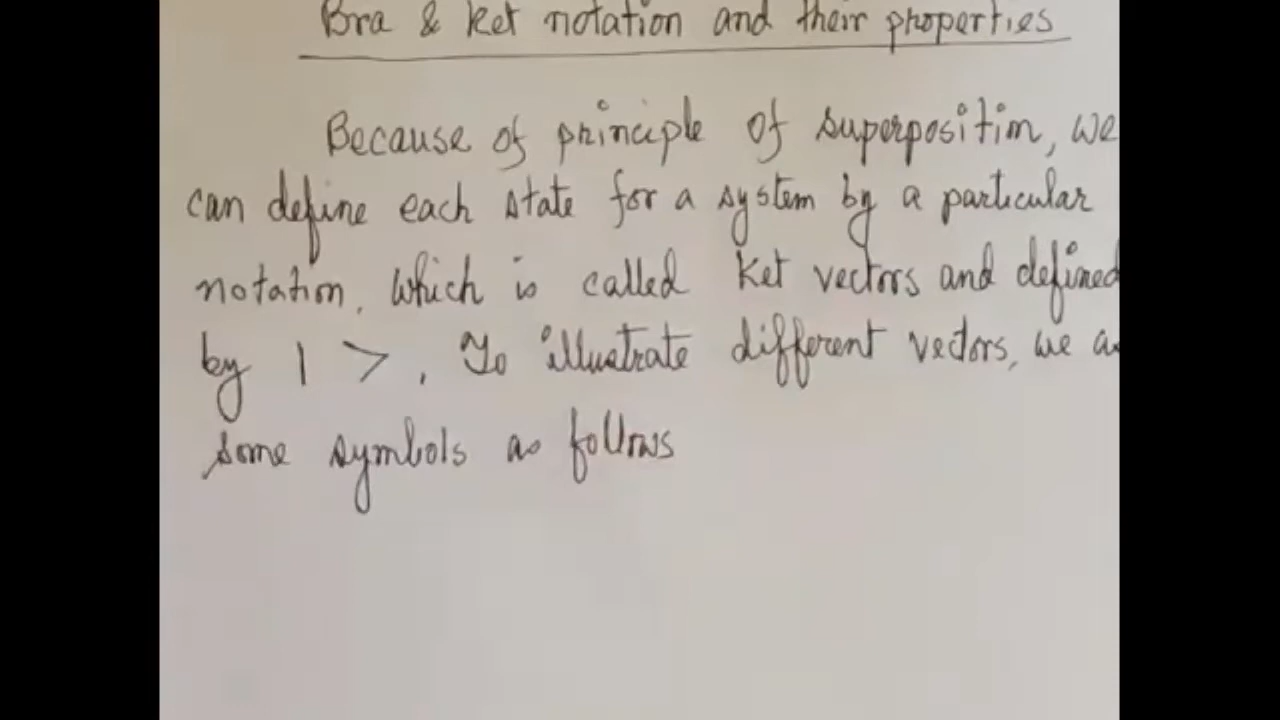 Bra & ket notation and their properties
Because of principle of superposition, we
can define each state for a system by a particular
notation, which is called ket vectors and defined
by | >. To illustrate different vectors, we
some symbols as follows